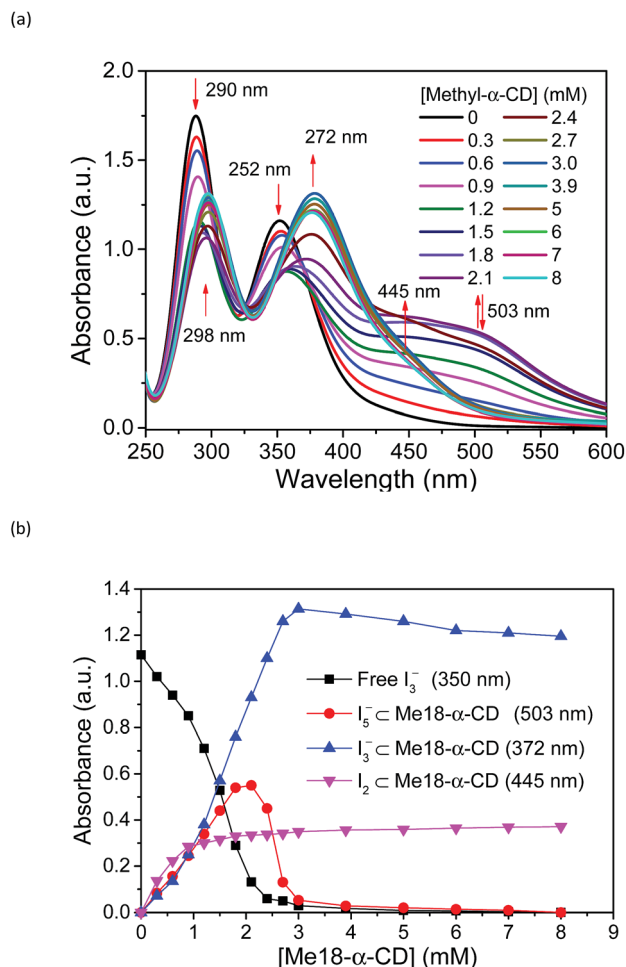 (a)
290 nm
252 nm
272 nm
298 nm
445 nm
503 nm
[Methyl-α-CD] (mM)
0 2.4
0.3 2.7
0.6 3.0
0.9 3.9
1.2 5
1.5 6
1.8 7
2.1 8
2.0
1.5
1.0
0.5
0.0
Absorbance (a.u.)
250 300 350 400 450 500 550 600
Wavelength (nm)
(b)
1.4
1.2
1.0
0.8
0.6
0.4
0.2
0.0
Absorbance (a.u.)
Free I₃⁻ (350 nm)
I₅⁻ ⊂ Me18-α-CD (503 nm)
I₃⁻ ⊂ Me18-α-CD (372 nm)
I₂ ⊂ Me18-α-CD (445 nm)
0 1 2 3 4 5 6 7 8 9
[Me18-α-CD] (mM)